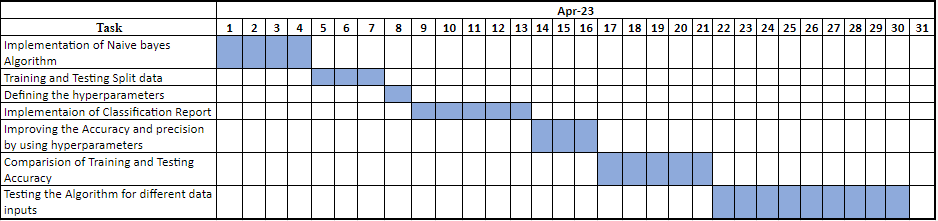 Apr-23
Task 1 2 3 4 5 6 7 8 9 10 11 12 13 14 15 16 17 18 19 20 21 22 23 24 25 26 27 28 29 30 31
Implementation of Naive bayes
Algorithm
Training and Testing Split data
Defining the hyperparameters
Implementaion of Classification Report
Improving the Accuracy and precision
by using hyperparameters
Comparision of Training and Testing
Accuracy
Testing the Algorithm for different data
inputs